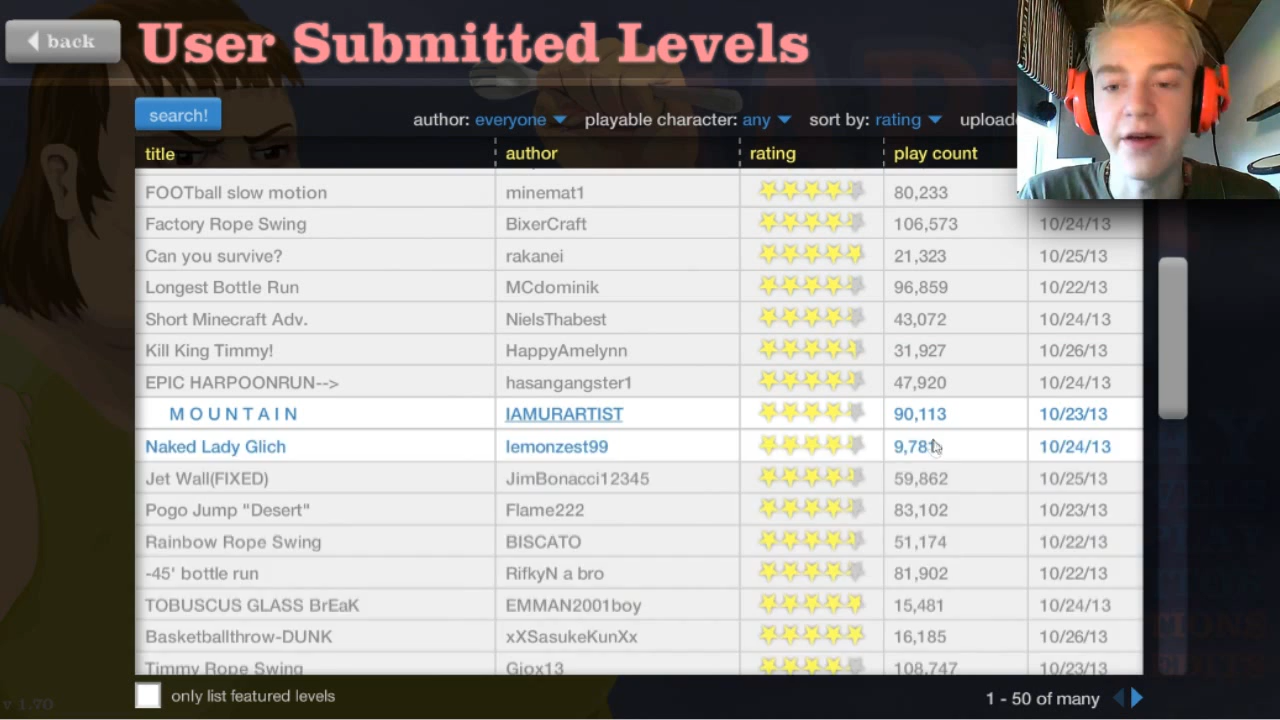 back
User Submitted Levels
search!
author: everyone playable character: any sort by: rating uploade
title author rating play count
FOOTball slow motion minemat1 80,233
Factory Rope Swing BixerCraft 106,573 10/24/13
Can you survive? rakanei 21,323 10/25/13
Longest Bottle Run MCdominik 96,859 10/22/13
Short Minecraft Adv. NielsThabest 43,072 10/24/13
Kill King Timmy! HappyAmelynn 31,927 10/26/13
EPIC HARPOONRUN--> hasangangster1 47,920 10/24/13
M O U N T A I N IAMURARTIST 90,113 10/23/13
Naked Lady Glich lemonzest99 10/24/13
Jet Wall(FIXED) JimBonacci12345 59,862 10/25/13
Pogo Jump "Desert" Flame222 83,102 10/23/13
Rainbow Rope Swing BISCATO 51,174 10/22/13
-45' bottle run RifkyN a bro 81,902 10/22/13
TOBUSCUS GLASS BrEaK EMMAN2001boy 15,481 10/24/13
Basketballthrow-DUNK xXSasukeKunXx 16,185 10/26/13
Timmy Rope Swing Giox13 108,747 10/23/13
only list featured levels 1 - 50 of many
v 1.70